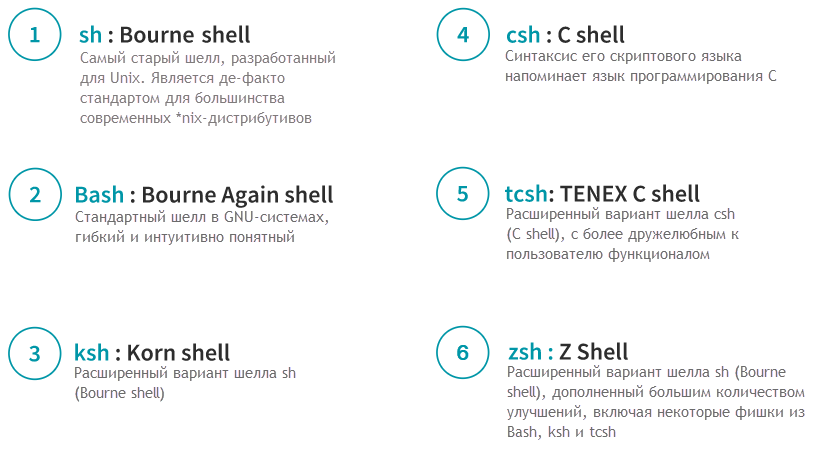 1
sh : Bourne shell
Самый старый шелл, разработанный
для Unix. Является де-факто
стандартом для большинства
современных *nix-дистрибутивов
2
Bash : Bourne Again shell
Стандартный шелл в GNU-системах,
гибкий и интуитивно понятный
3
ksh : Korn shell
Расширенный вариант шелла sh
(Bourne shell)
4
csh : C shell
Синтаксис его скриптового языка
напоминает язык программирования C
5
tcsh: TENEX C shell
Расширенный вариант шелла csh
(C shell), с более дружелюбным к
пользователю функционалом
6
zsh : Z Shell
Расширенный вариант шелла sh (Bourne
shell), дополненный большим количеством
улучшений, включая некоторые фишки из
Bash, ksh и tcsh